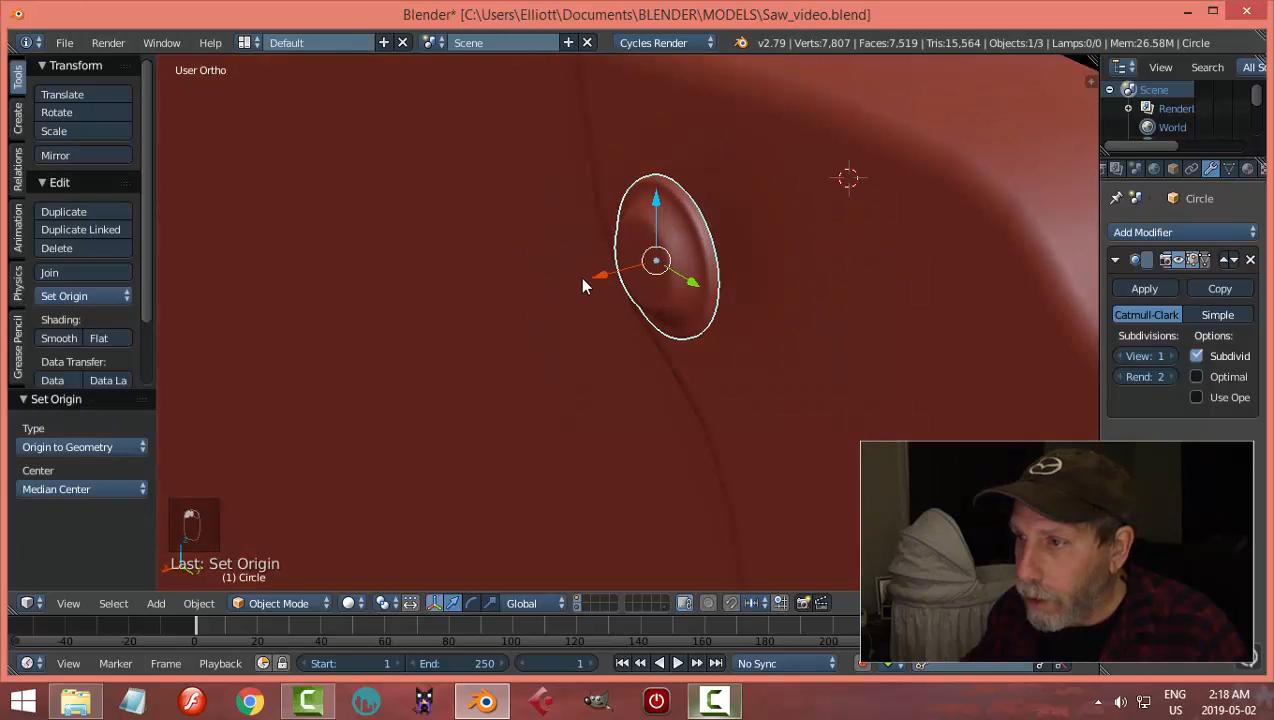 Blender* [C:\Users\Elliott\Documents\BLENDER\MODELS\Saw_video.blend]
File Render Window Help Default Scene Cycles Render v2.79 | Verts:7,807 | Faces:7,519 | Tris:15,564 | Objects:1/3 | Lamps:0/0 | Mem:26.58M | Circle
Tools
Create
Relations
Animation
Physics
Grease Pencil
Transform
Translate
Rotate
Scale
Mirror
Edit
Duplicate
Duplicate Linked
Delete
Join
Set Origin
Shading:
Smooth Flat
Data Transfer:
Data Data La
Set Origin
Type
Origin to Geometry
Center
Median Center
User Ortho
Last: Set Origin
(1) Circle
View Search All S
Scene
Render
World
Circle
Add Modifier
Apply Copy
Catmull-Clark Simple
Subdivisions: Options:
View: 1 Subdivid
Rend: 2 Optimal
Use Ope
View Select Add Object Object Mode Global
-40 -20 0 20 40 60 80 100 120 140 160 180 200
View Marker Frame Playback Start: 1 End: 250 1 No Sync
ENG 2:18 AM
US 2019-05-02